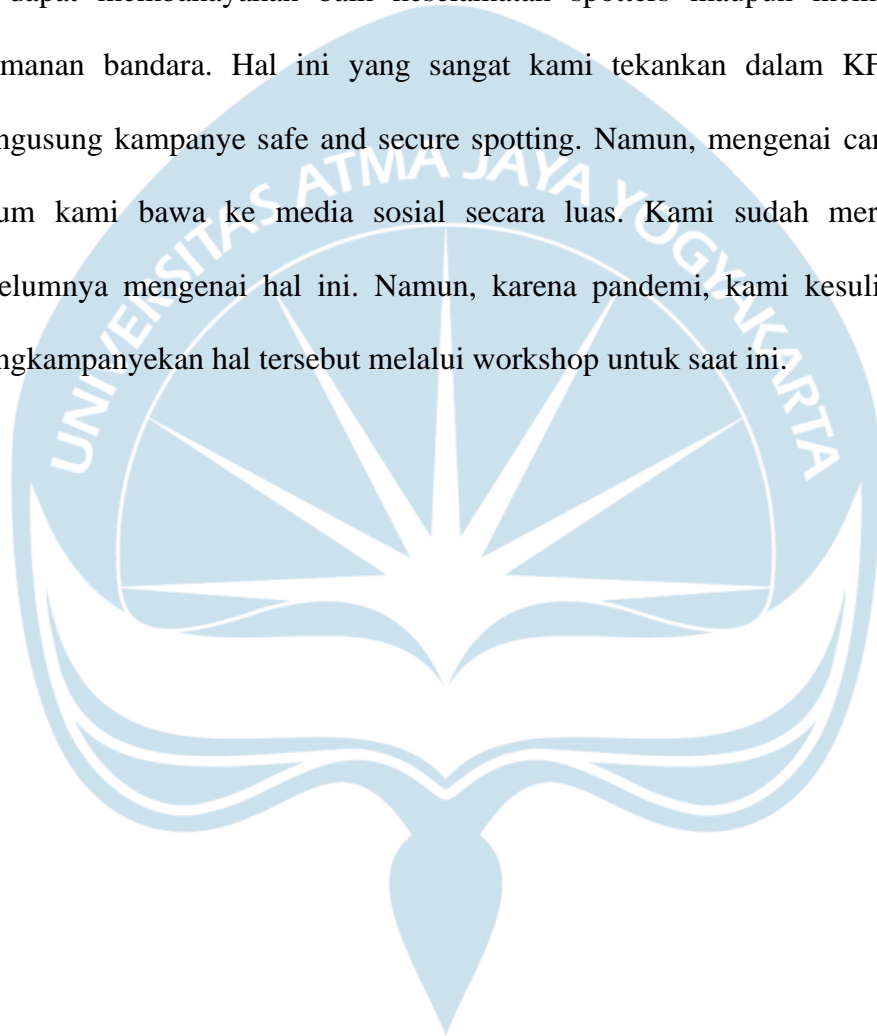 dapat membahayakan baik keselamatan spotters maupun mem
manan bandara. Hal ini yang sangat kami tekankan dalam KF
ngusung kampanye safe and secure spotting. Namun, mengenai car
um kami bawa ke media sosial secara luas. Kami sudah mer
elumnya mengenai hal ini. Namun, karena pandemi, kami kesuli
ngkampanyekan hal tersebut melalui workshop untuk saat ini.
UNIVERSITAS ATMA JAYA YOGYAKARTA